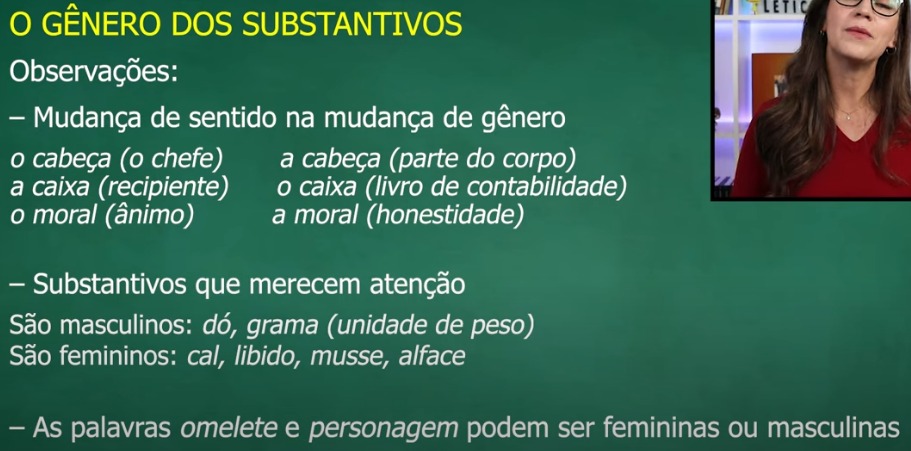 O GÊNERO DOS SUBSTANTIVOS
LETIC
Observações:
– Mudança de sentido na mudança de gênero
o cabeça (o chefe) a cabeça (parte do corpo)
a caixa (recipiente) o caixa (livro de contabilidade)
o moral (ânimo) a moral (honestidade)
– Substantivos que merecem atenção
São masculinos: dó, grama (unidade de peso)
São femininos: cal, libido, musse, alface
– As palavras omelete e personagem podem ser femininas ou masculinas